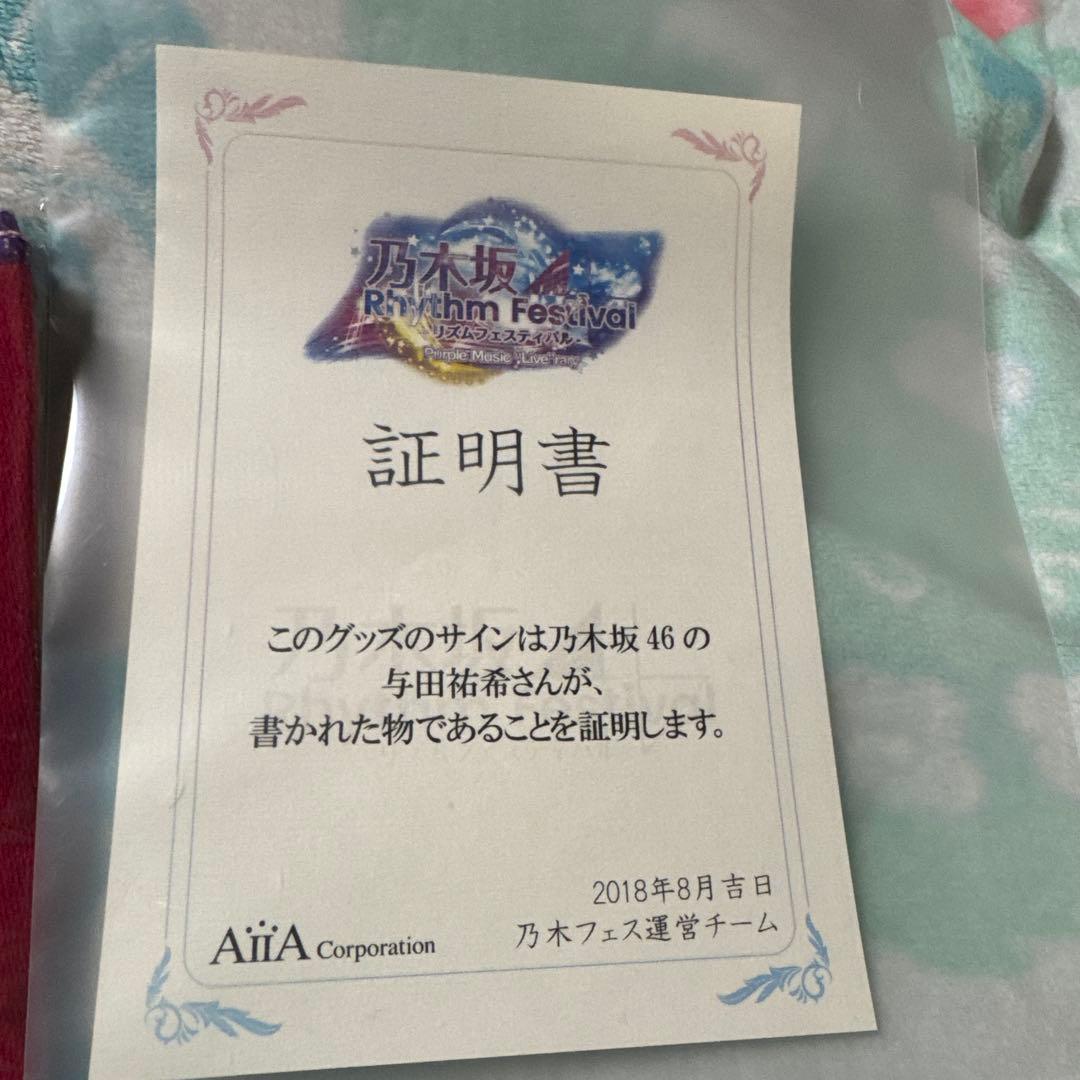 乃木坂
Rhythm Festival
-リズムフェスティバル-
Purple Music "Live"rary
証明書
このグッズのサインは乃木坂46の
与田祐希さんが、
書かれた物であることを証明します。
2018年8月吉日
乃木フェス運営チーム
AiiA Corporation